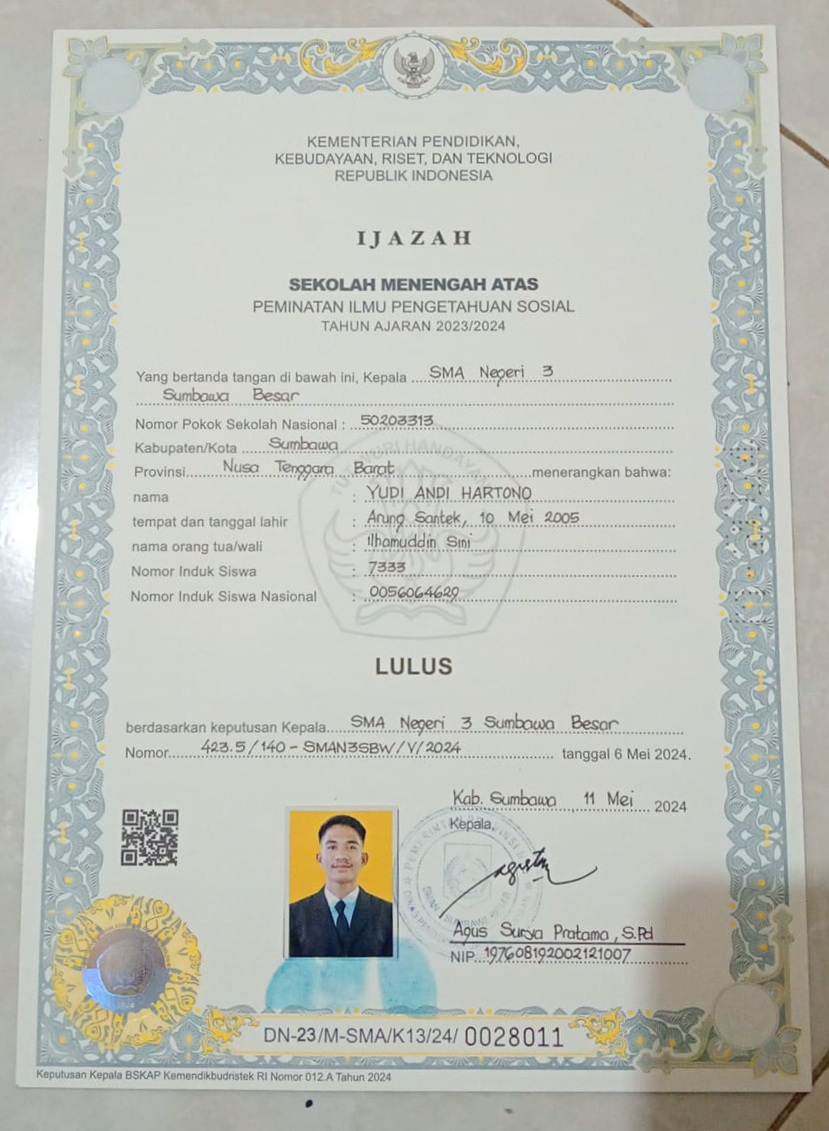 KEMENTERIAN PENDIDIKAN,
KEBUDAYAAN, RISET, DAN TEKNOLOGI
REPUBLIK INDONESIA
IJAZAH
SEKOLAH MENENGAH ATAS
PEMINATAN ILMU PENGETAHUAN SOSIAL
TAHUN AJARAN 2023/2024
Yang bertanda tangan di bawah ini, Kepala SMA Negeri 3
Sumbawa Besar
Nomor Pokok Sekolah Nasional : 50203313
Kabupaten/Kota Sumbawa
Provinsi Nusa Tenggara Barat menerangkan bahwa:
nama : YUDI ANDI HARTONO
tempat dan tanggal lahir : Arung Santek, 10 Mei 2005
nama orang tua/wali : Ilhamuddin Sini
Nomor Induk Siswa : 7333
Nomor Induk Siswa Nasional : 0056064629
TUT WURI HANDAYANI
LULUS
berdasarkan keputusan Kepala SMA Negeri 3 Sumbawa Besar
Nomor 423.5/140-SMAN3SBW/V/2024 tanggal 6 Mei 2024.
Kab. Sumbawa, 11 Mei 2024
Kepala,
Agus Surya Pratama, S.Pd
NIP. 197608192002121007
DN-23/M-SMA/K13/24/ 0028011
Keputusan Kepala BSKAP Kemendikbudristek RI Nomor 012.A Tahun 2024